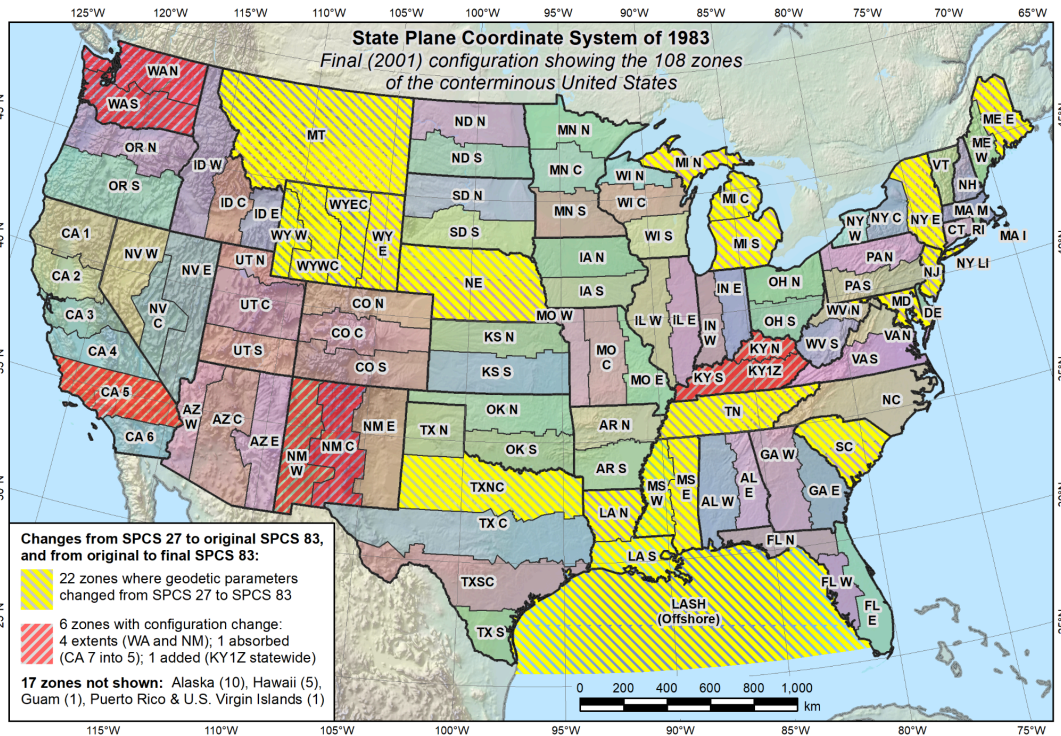 125°W 120°W 115°W 110°W 105°W 100°W 95°W 90°W 85°W 80°W 75°W 70°W 65°W
State Plane Coordinate System of 1983
Final (2001) configuration showing the 108 zones
of the conterminous United States
WA N
WA S
OR N
OR S
ID W
ID C
ID E
MT
WYEC
WY W
WY
E
WYWC
ND N
ND S
SD N
SD S
NE
MN N
MN C
MN S
WI N
WI C
WI S
MI N
MI C
MI S
IA N
IA S
CA 1
CA 2
CA 3
CA 4
CA 5
CA 6
NV W
NV
C
NV E
UT N
UT C
UT S
CO N
CO C
CO S
KS N
KS S
MO W
MO
C
MO E
IL W
IL E
IN
W
IN E
OH N
OH S
KY N
KY S
KY1Z
WV N
WV S
VA N
VA S
MD
DE
NJ
PA N
PA S
NY
W
NY C
NY E
NY LI
VT
NH
ME E
ME
W
MA M
MA I
CT
RI
AZ
W
AZ C
AZ E
NM
W
NM C
NM E
TX N
TXNC
TX C
TXSC
TX S
OK N
OK S
AR N
AR S
LA N
LA S
LASH
(Offshore)
MS
W
MS
E
AL W
AL
E
TN
NC
SC
GA W
GA E
FL N
FL W
FL
E
Changes from SPCS 27 to original SPCS 83,
and from original to final SPCS 83:
22 zones where geodetic parameters
changed from SPCS 27 to SPCS 83
6 zones with configuration change:
4 extents (WA and NM); 1 absorbed
(CA 7 into 5); 1 added (KY1Z statewide)
17 zones not shown: Alaska (10), Hawaii (5),
Guam (1), Puerto Rico & U.S. Virgin Islands (1)
0 200 400 600 800 1,000
km
115°W 110°W 105°W 100°W 95°W 90°W 85°W 80°W 75°W